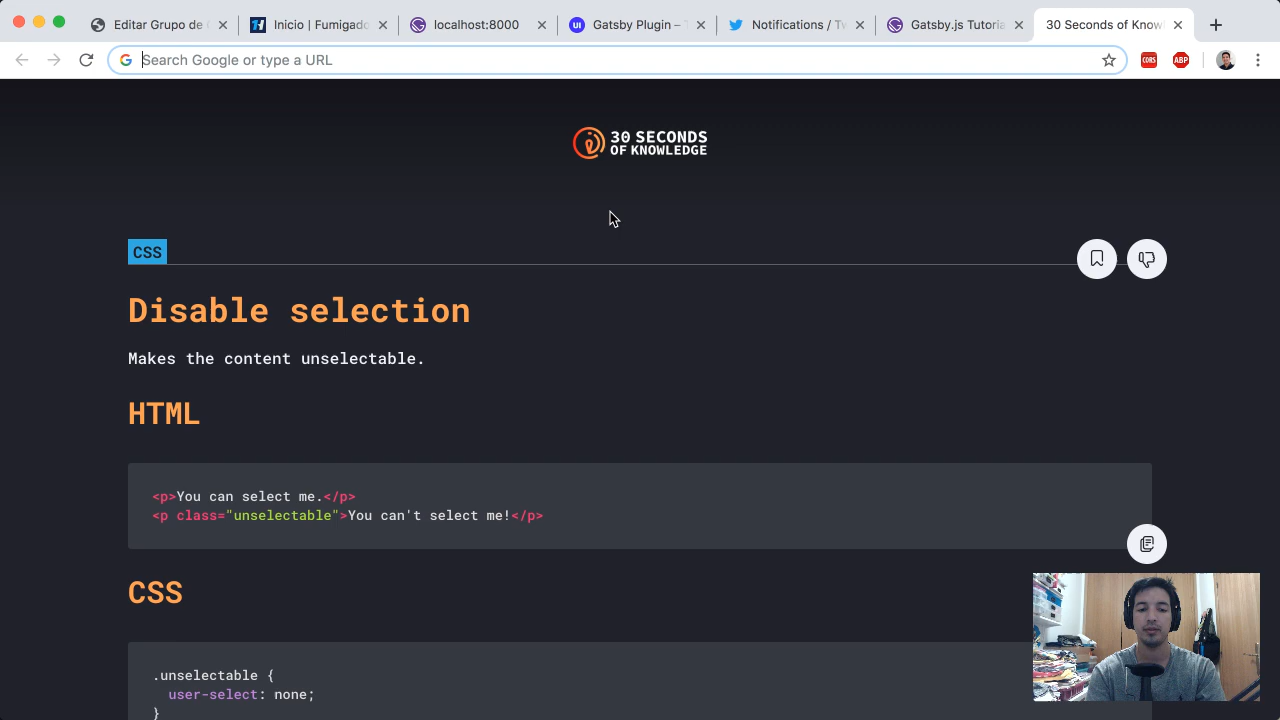 Editar Grupo de
Inicio | Fumigado
localhost:8000
Gatsby Plugin –
Notifications / Tw
Gatsby.js Tutoria
30 Seconds of Know
Search Google or type a URL
CORS
ABP
30 SECONDS
OF KNOWLEDGE
CSS
Disable selection
Makes the content unselectable.
HTML
<p>You can select me.</p>
<p class="unselectable">You can't select me!</p>
CSS
.unselectable {
user-select: none;
}